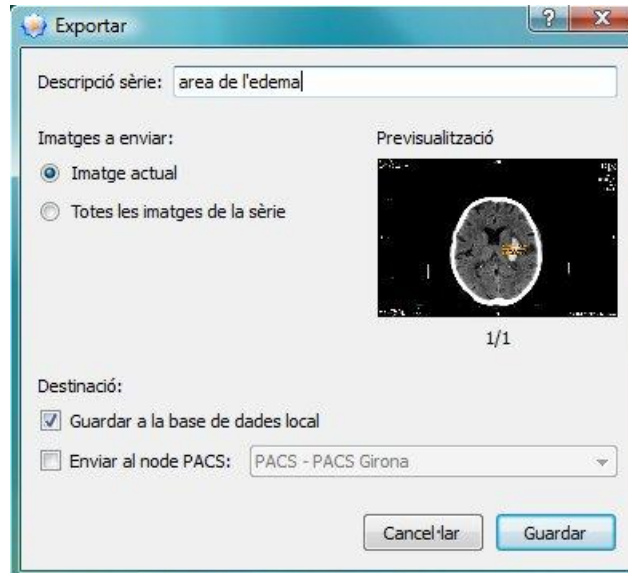 Exportar
Descripció sèrie: area de l'edema
Imatges a enviar:
Previsualització
Imatge actual
Totes les imatges de la sèrie
1/1
Destinació:
Guardar a la base de dades local
Enviar al node PACS: PACS - PACS Girona
Cancel·lar
Guardar